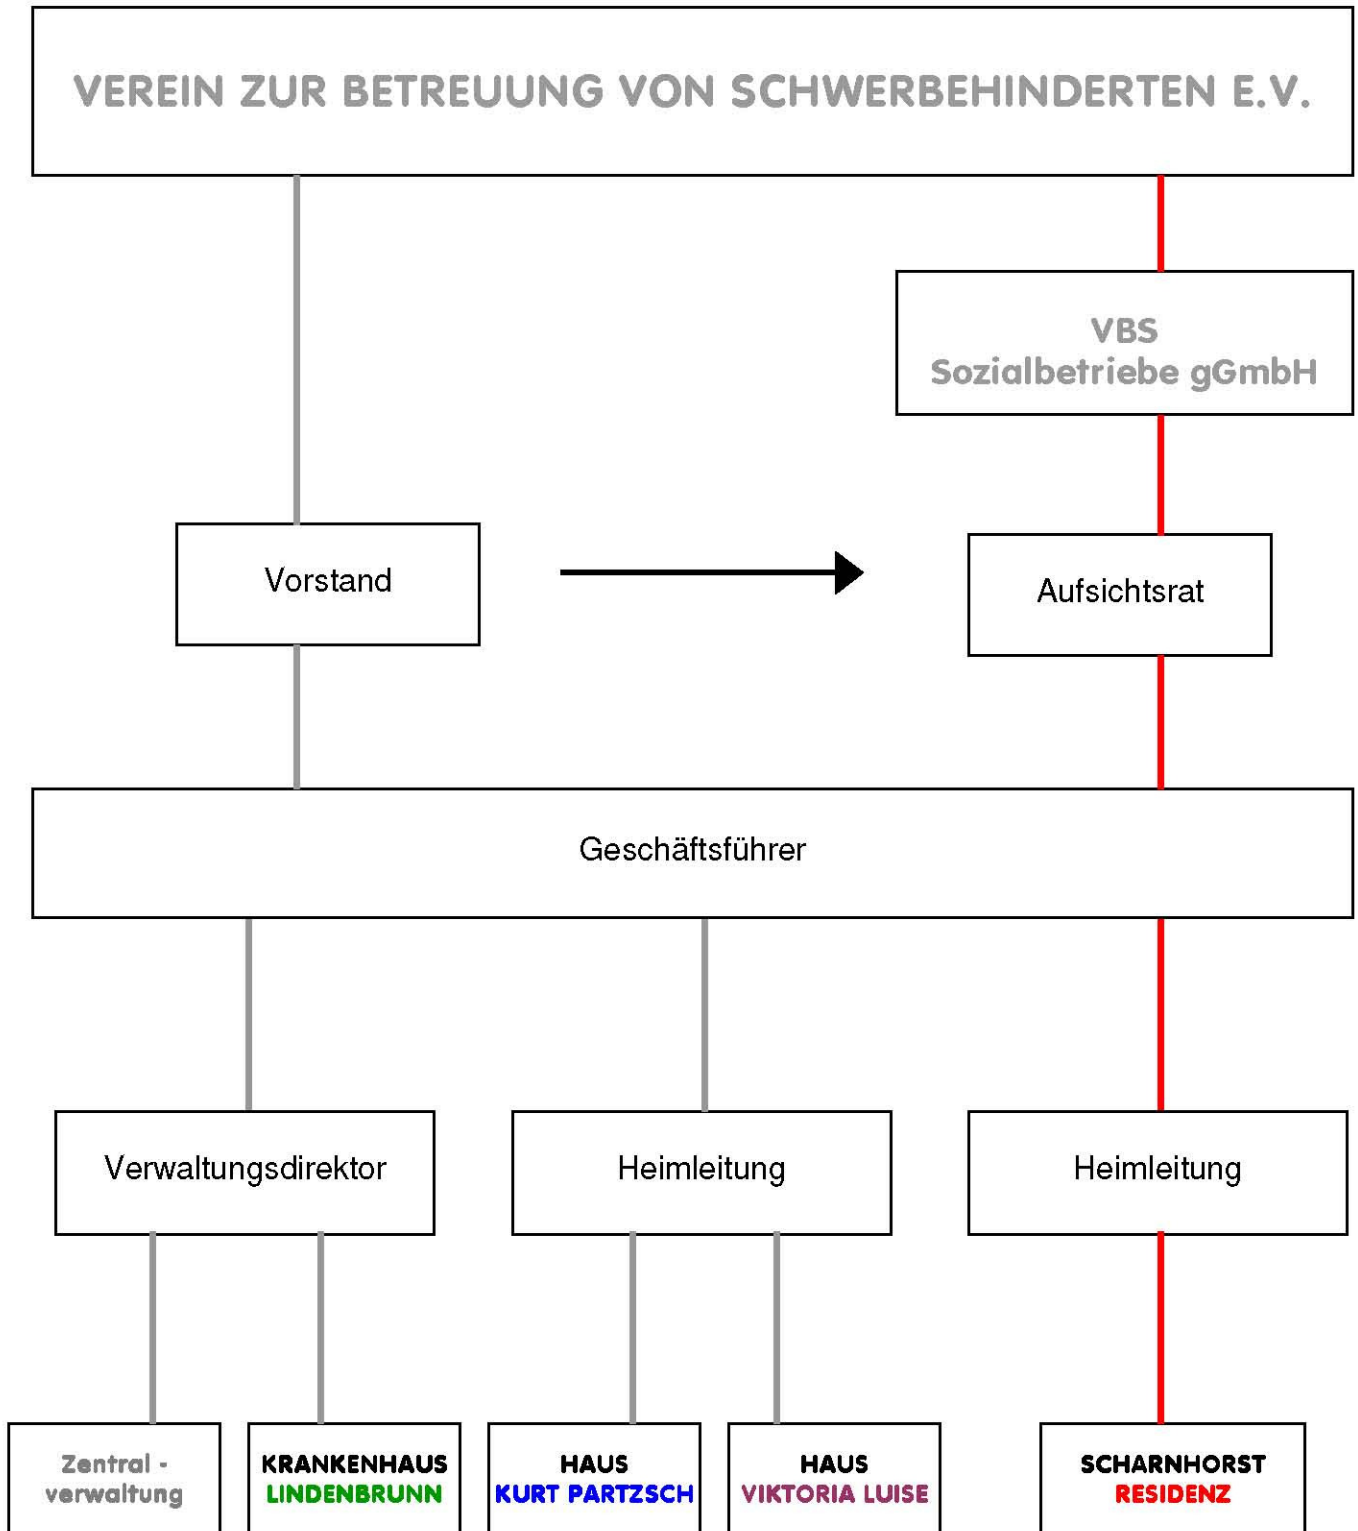 VEREIN ZUR BETREUUNG VON SCHWERBEHINDERTEN E.V.
VBS
Sozialbetriebe gGmbH
Vorstand
Aufsichtsrat
Geschäftsführer
Verwaltungsdirektor
Heimleitung
Heimleitung
Zentral -
verwaltung
KRANKENHAUS
LINDENBRUNN
HAUS
KURT PARTZSCH
HAUS
VIKTORIA LUISE
SCHARNHORST
RESIDENZ